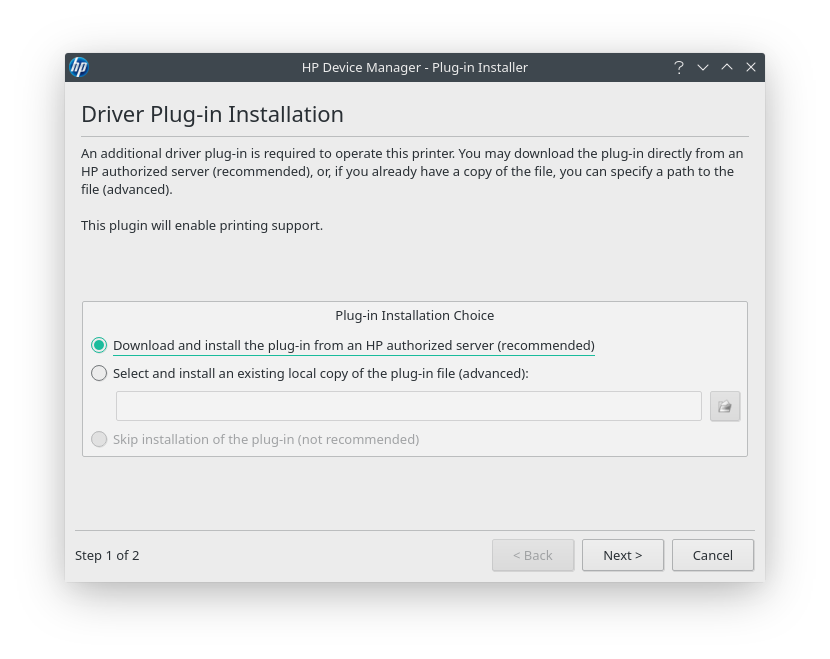 hp
HP Device Manager - Plug-in Installer
?
Driver Plug-in Installation
An additional driver plug-in is required to operate this printer. You may download the plug-in directly from an
HP authorized server (recommended), or, if you already have a copy of the file, you can specify a path to the
file (advanced).
This plugin will enable printing support.
Plug-in Installation Choice
Download and install the plug-in from an HP authorized server (recommended)
Select and install an existing local copy of the plug-in file (advanced):
Skip installation of the plug-in (not recommended)
Step 1 of 2
< Back
Next >
Cancel